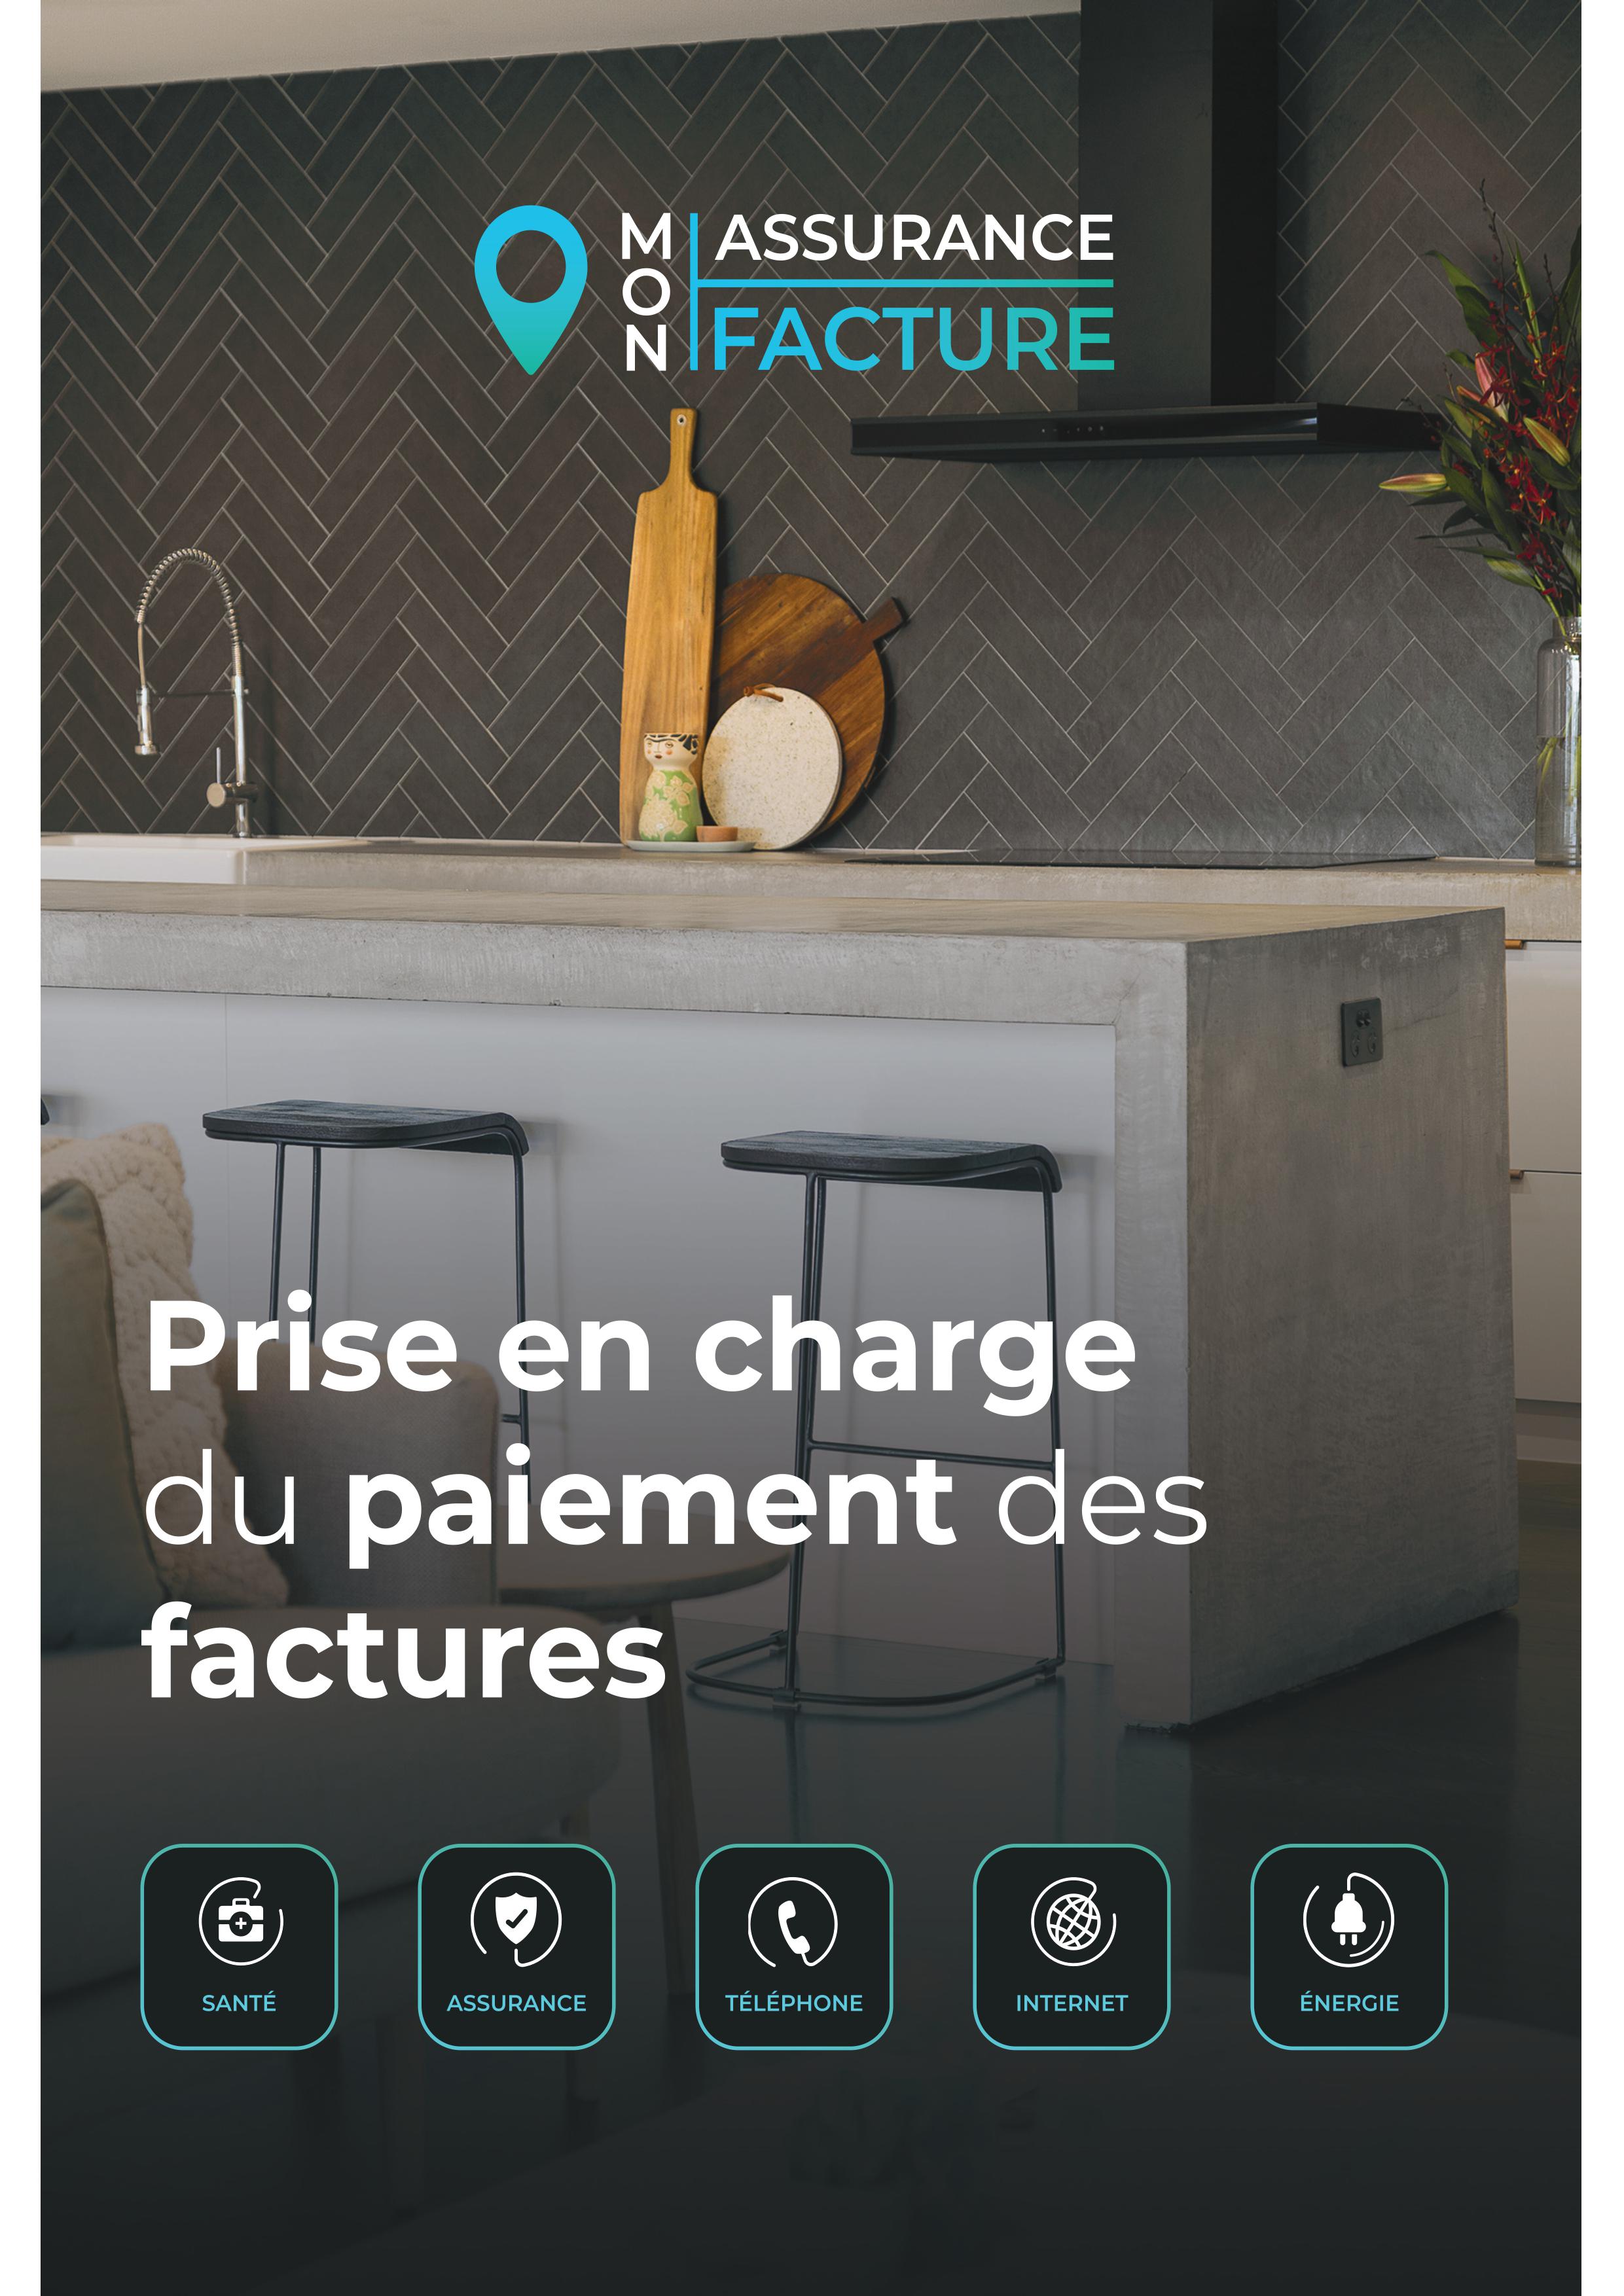 MON
ASSURANCE
FACTURE
Prise en charge
du paiement des
factures
SANTÉ
ASSURANCE
TÉLÉPHONE
INTERNET
ÉNERGIE